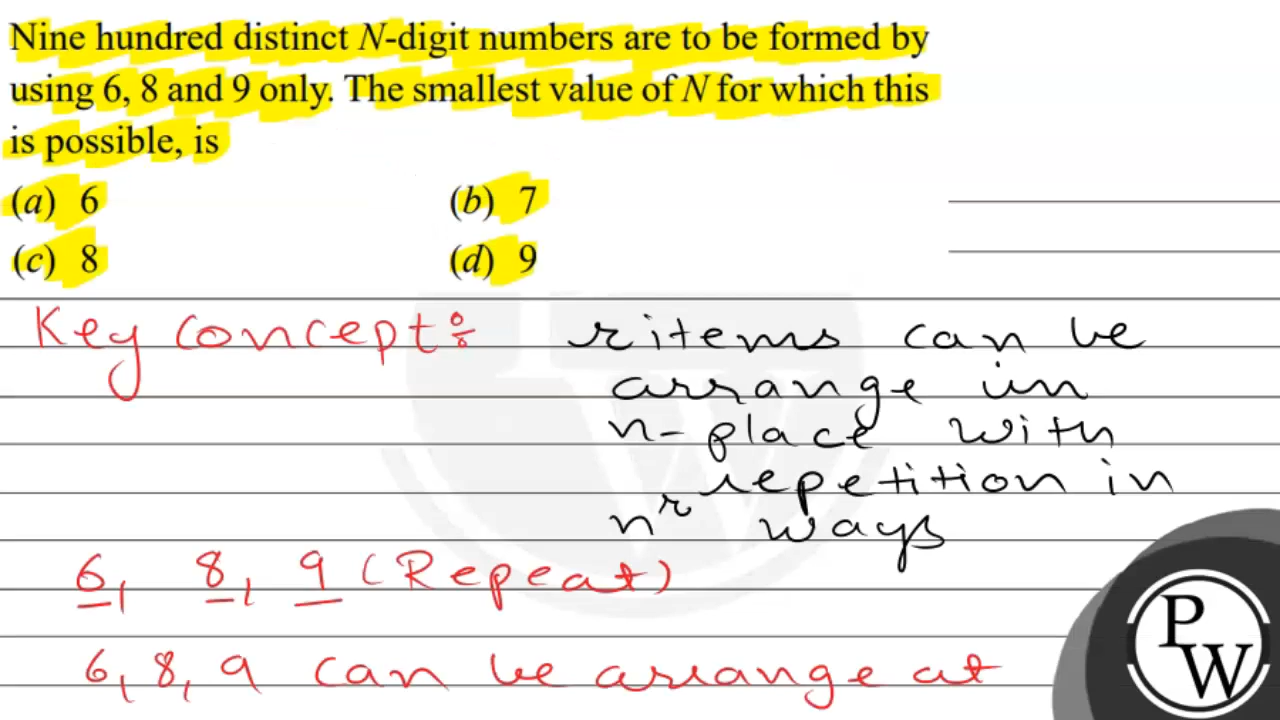 Nine hundred distinct N-digit numbers are to be formed by
using 6, 8 and 9 only. The smallest value of N for which this
is possible, is
(a) 6 (b) 7
(c) 8 (d) 9
Key concept:
r items can be
arrange in
n-place with
repetition in
n^r ways
6, 8, 9 (Repeat)
6, 8, 9 can be arrange at
P
W